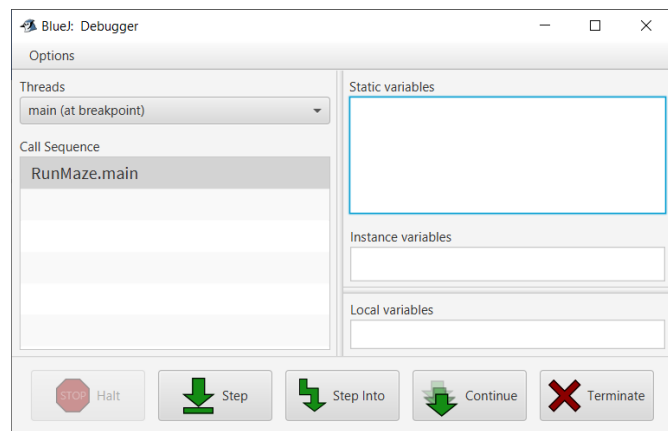 BlueJ: Debugger
Options
Threads
main (at breakpoint)
Call Sequence
RunMaze.main
Static variables
Instance variables
Local variables
STOP Halt
Step
Step Into
Continue
Terminate